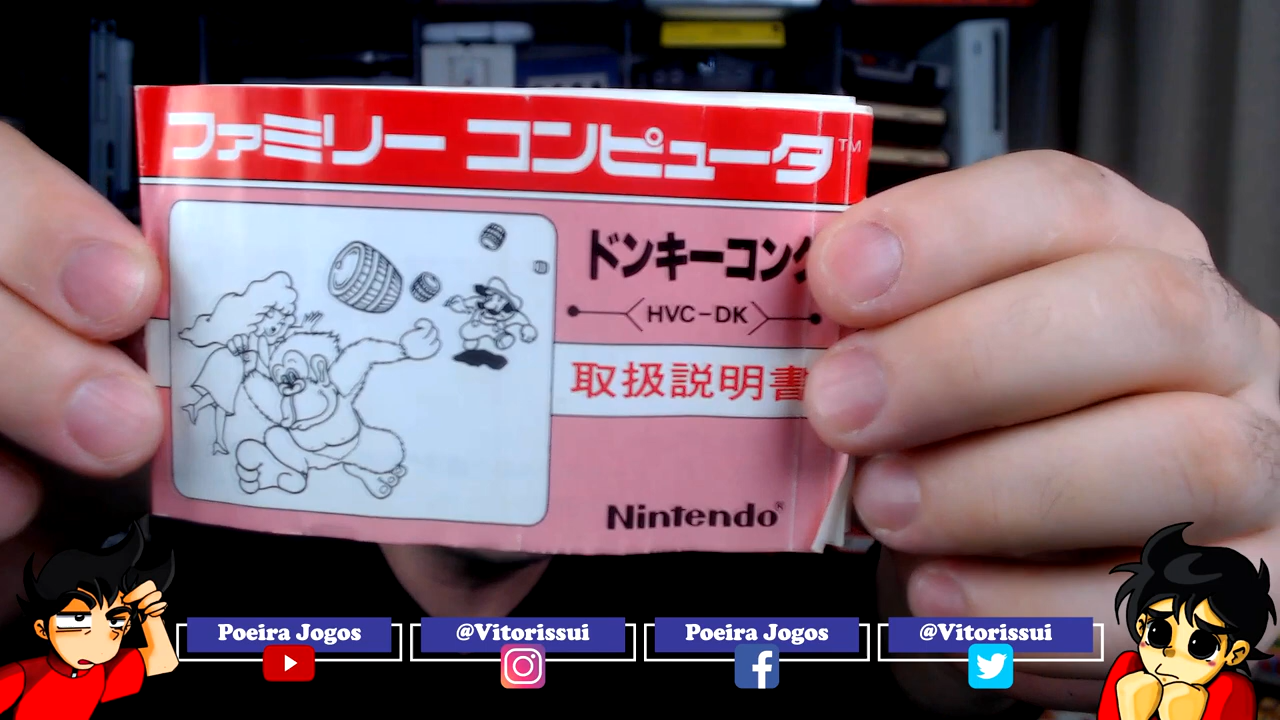 ファミリー コンピュータ™
ドンキーコング
HVC-DK
取扱説明書
Nintendo®
Poeira Jogos
@Vitorissui
Poeira Jogos
@Vitorissui